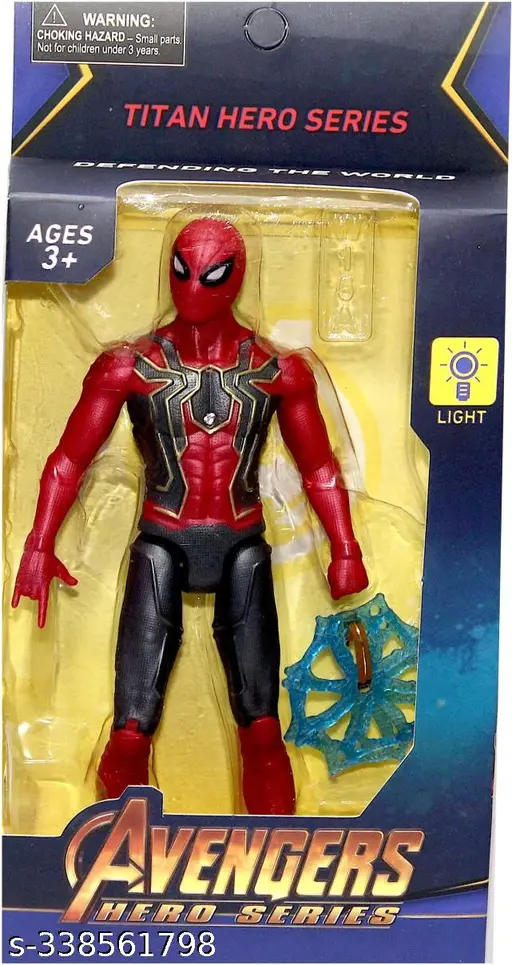 WARNING:
CHOKING HAZARD – Small parts.
Not for children under 3 years.
TITAN HERO SERIES
DEFENDING THE WORLD
AGES
3+
LIGHT
AVENGERS
HERO SERIES
s-338561798